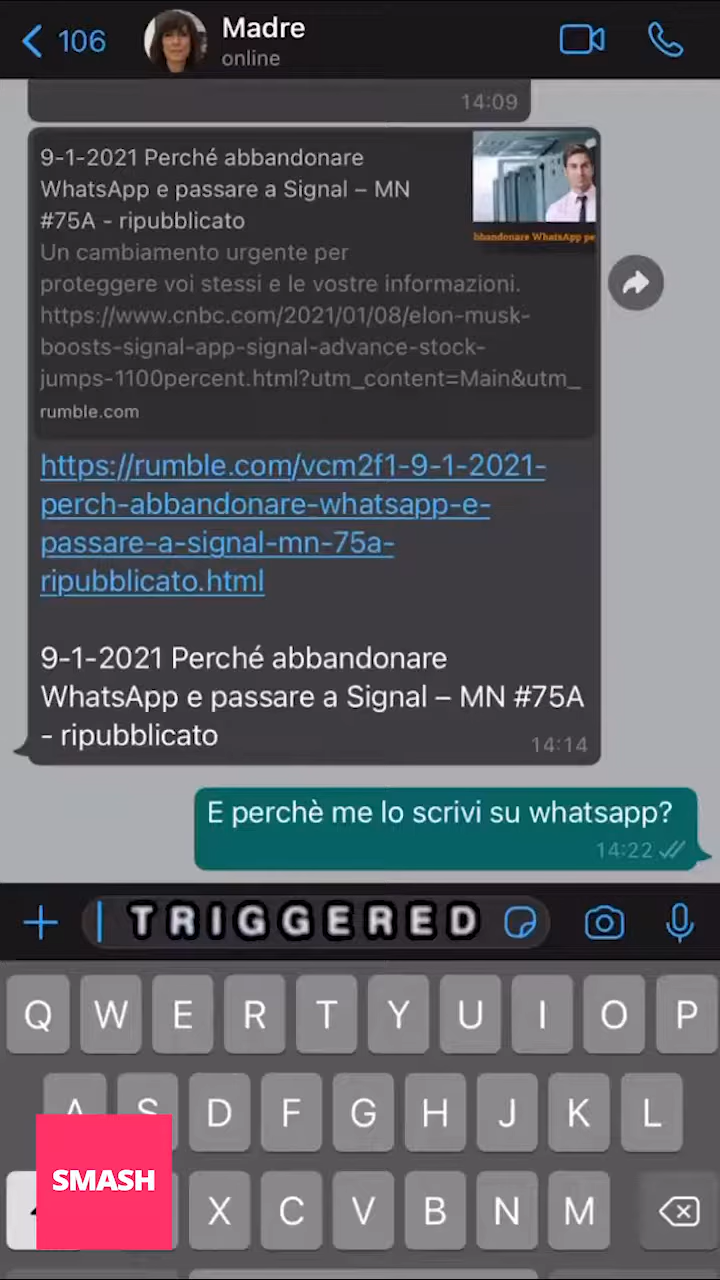 106
Madre
online
14:09
9-1-2021 Perché abbandonare
WhatsApp e passare a Signal – MN
#75A - ripubblicato
Un cambiamento urgente per
proteggere voi stessi e le vostre informazioni.
https://www.cnbc.com/2021/01/08/elon-musk-
boosts-signal-app-signal-advance-stock-
jumps-1100percent.html?utm_content=Main&utm_
rumble.com
bbandonare WhatsApp pe
https://rumble.com/vcm2f1-9-1-2021-
perch-abbandonare-whatsapp-e-
passare-a-signal-mn-75a-
ripubblicato.html
9-1-2021 Perché abbandonare
WhatsApp e passare a Signal – MN #75A
- ripubblicato
14:14
E perchè me lo scrivi su whatsapp?
14:22
TRIGGERED
Q W E R T Y U I O P
A S D F G H J K L
SMASH
X C V B N M